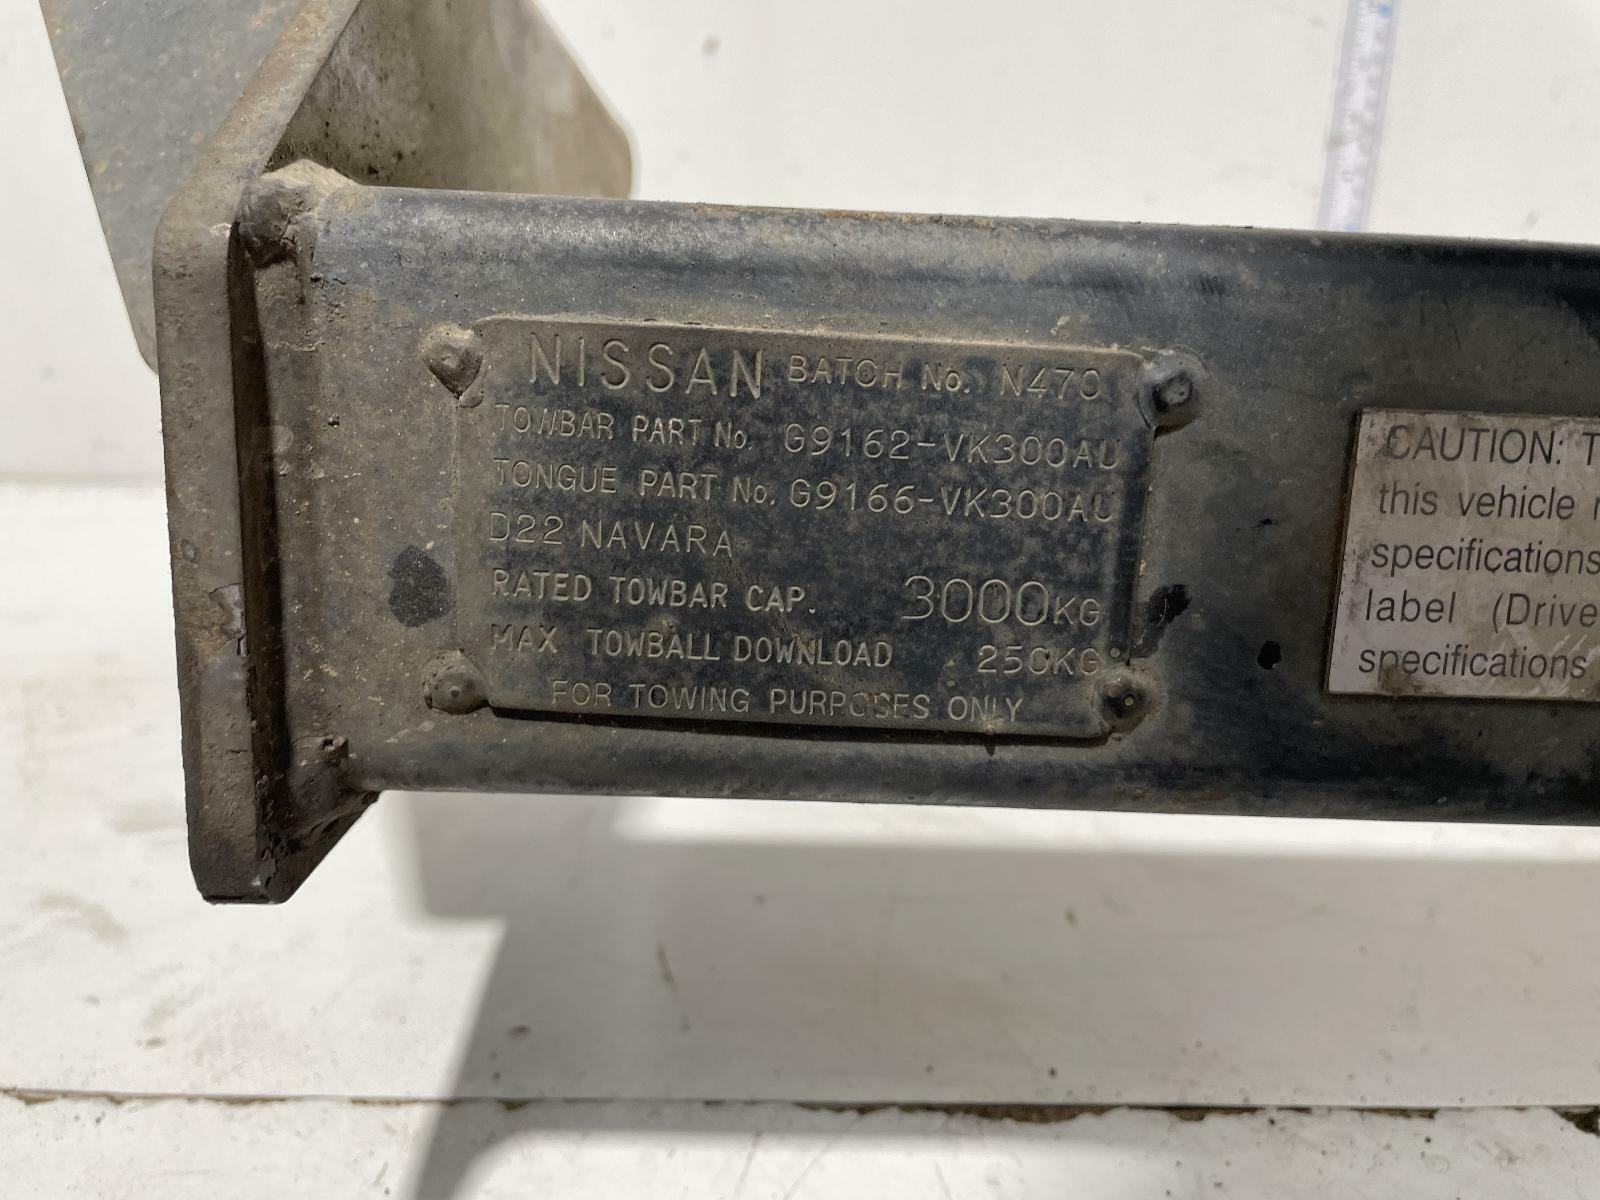 NISSAN BATCH No. N470
TOWBAR PART No. G9162-VK300AU
TONGUE PART No. G9166-VK300AU
D22 NAVARA
RATED TOWBAR CAP. 3000KG
MAX TOWBALL DOWNLOAD 250KG
FOR TOWING PURPOSES ONLY
CAUTION: T
this vehicle
specifications
label (Drive
specifications